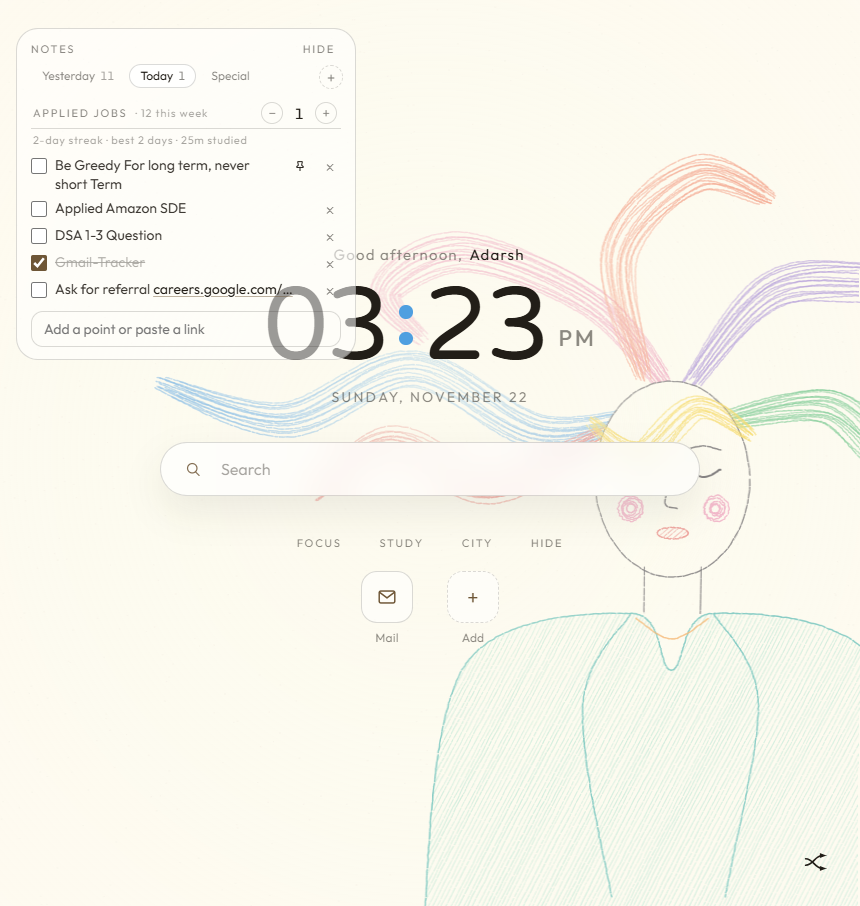 NOTES HIDE
Yesterday 11 Today 1 Special +
APPLIED JOBS · 12 this week − 1 +
2-day streak · best 2 days · 25m studied
Be Greedy For long term, never
short Term
Applied Amazon SDE
DSA 1-3 Question
Gmail-Tracker
Ask for referral careers.google.com/...
Add a point or paste a link
Good afternoon, Adarsh
03:23 PM
SUNDAY, NOVEMBER 22
Search
FOCUS STUDY CITY HIDE
Mail Add